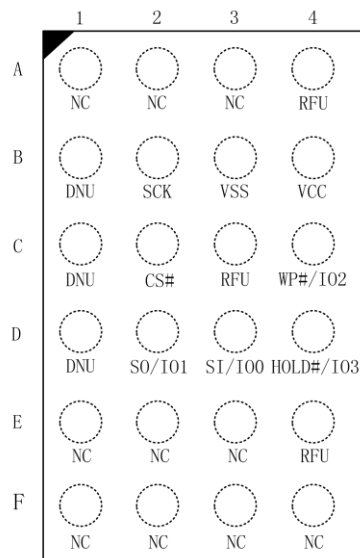 1 2 3 4
A
NC NC NC RFU
B
DNU SCK VSS VCC
C
DNU CS# RFU WP#/IO2
D
DNU SO/IO1 SI/IO0 HOLD#/IO3
E
NC NC NC RFU
F
NC NC NC NC